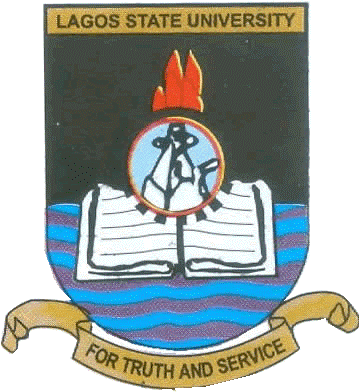 LAGOS STATE UNIVERSITY
FOR TRUTH AND SERVICE